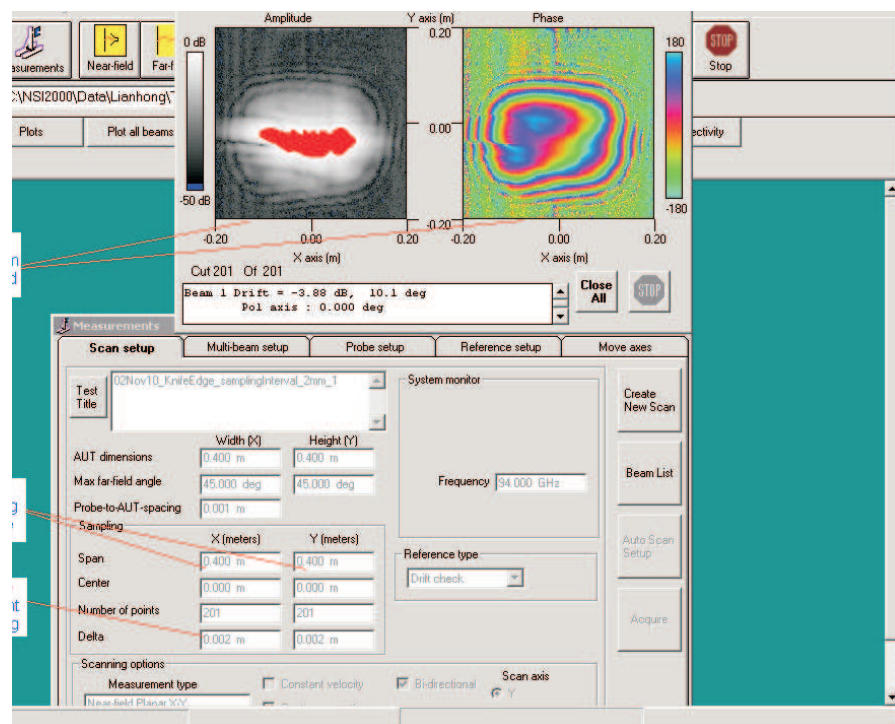 Amplitude
Y axis (m)
Phase
0 dB
-50 dB
0.20
0.00
-0.20
180
-180
-0.20 0.00 0.20
X axis (m)
-0.20 0.00 0.20
X axis (m)
Near-field
Stop
STOP
:\NSI2000\Data\Lianhong\
Plots
Plot all beams
Cut 201 Of 201
Beam 1 Drift = -3.88 dB, 10.1 deg
Pol axis : 0.000 deg
Close All
STOP
Measurements
Scan setup
Multi-beam setup
Probe setup
Reference setup
Move axes
Test Title
02Nov10_KnifeEdge_samplingInterval_2mm_1
System monitor
Create New Scan
Width (X) Height (Y)
AUT dimensions 0.400 m 0.400 m
Max far-field angle 45.000 deg 45.000 deg
Frequency 94.000 GHz
Beam List
Probe-to-AUT-spacing 0.001 m
Sampling
X (meters) Y (meters)
Span 0.400 m 0.400 m
Center 0.000 m 0.000 m
Number of points 201 201
Delta 0.002 m 0.002 m
Reference type
Drift check
Auto Scan Setup
Acquire
Scanning options
Measurement type
Near-field Planar X-Y
Constant velocity
Bi-directional
Scan axis
Y